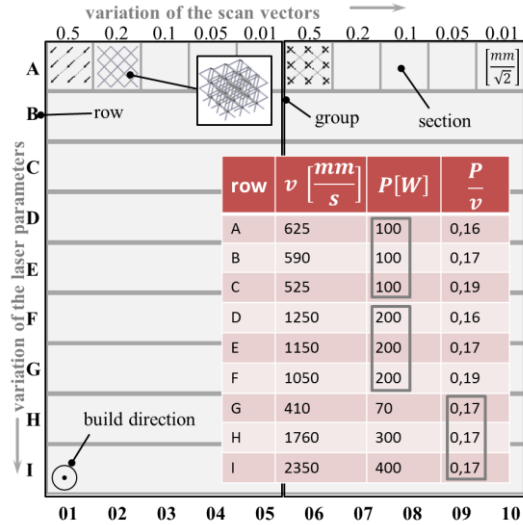 variation of the scan vectors
0.5 0.2 0.1 0.05 0.01 0.5 0.2 0.1 0.05 0.01
[mm/√2]
variation of the laser parameters
A
B
C
D
E
F
G
H
I
row
group
section
row v [mm/s] P[W] P/v
A 625 100 0,16
B 590 100 0,17
C 525 100 0,19
D 1250 200 0,16
E 1150 200 0,17
F 1050 200 0,19
G 410 70 0,17
H 1760 300 0,17
I 2350 400 0,17
build direction
01 02 03 04 05 06 07 08 09 10